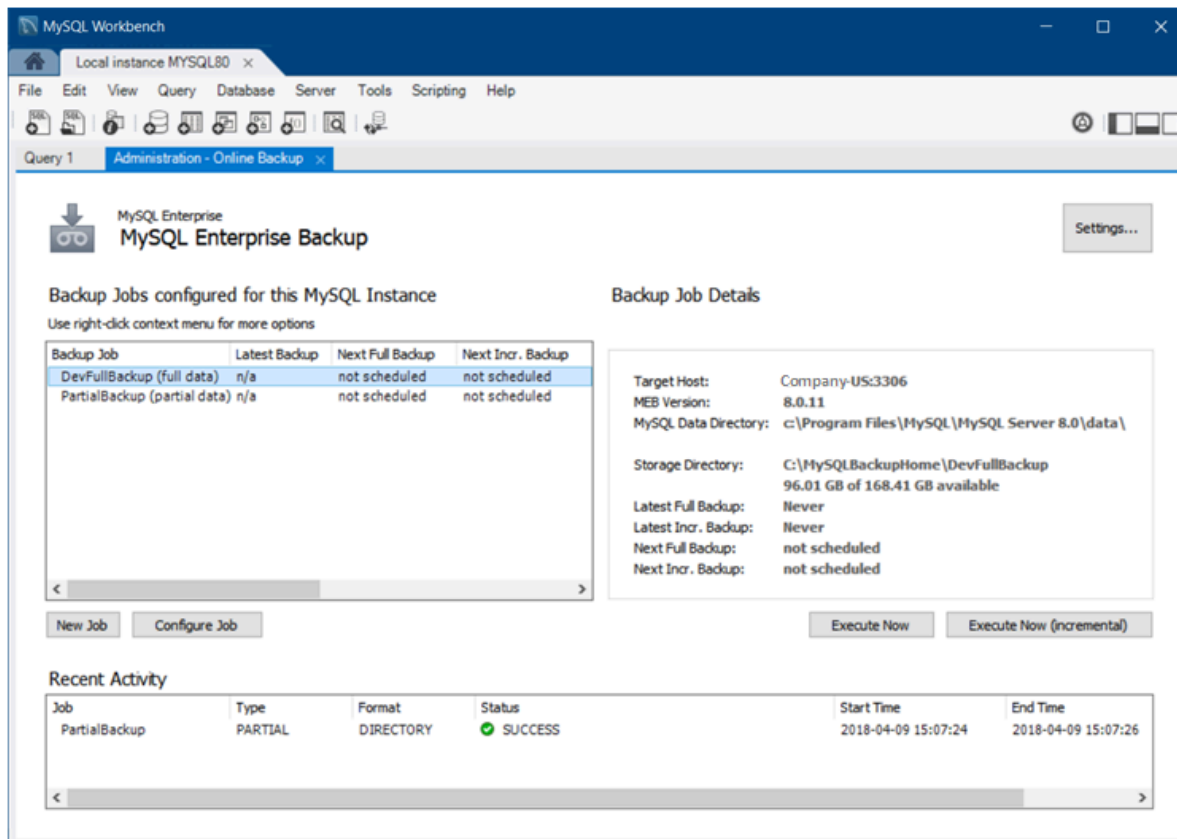 MySQL Workbench
Local instance MYSQL80
File Edit View Query Database Server Tools Scripting Help
Query 1 Administration - Online Backup
MySQL Enterprise
MySQL Enterprise Backup
Settings...
Backup Jobs configured for this MySQL Instance
Use right-click context menu for more options
Backup Job Latest Backup Next Full Backup Next Incr. Backup
DevFullBackup (full data) n/a not scheduled not scheduled
PartialBackup (partial data) n/a not scheduled not scheduled
New Job Configure Job
Backup Job Details
Target Host: Company-US:3306
MEB Version: 8.0.11
MySQL Data Directory: c:\Program Files\MySQL\MySQL Server 8.0\data\
Storage Directory: C:\MySQLBackupHome\DevFullBackup
96.01 GB of 168.41 GB available
Latest Full Backup: Never
Latest Incr. Backup: Never
Next Full Backup: not scheduled
Next Incr. Backup: not scheduled
Execute Now Execute Now (incremental)
Recent Activity
Job Type Format Status Start Time End Time
PartialBackup PARTIAL DIRECTORY SUCCESS 2018-04-09 15:07:24 2018-04-09 15:07:26